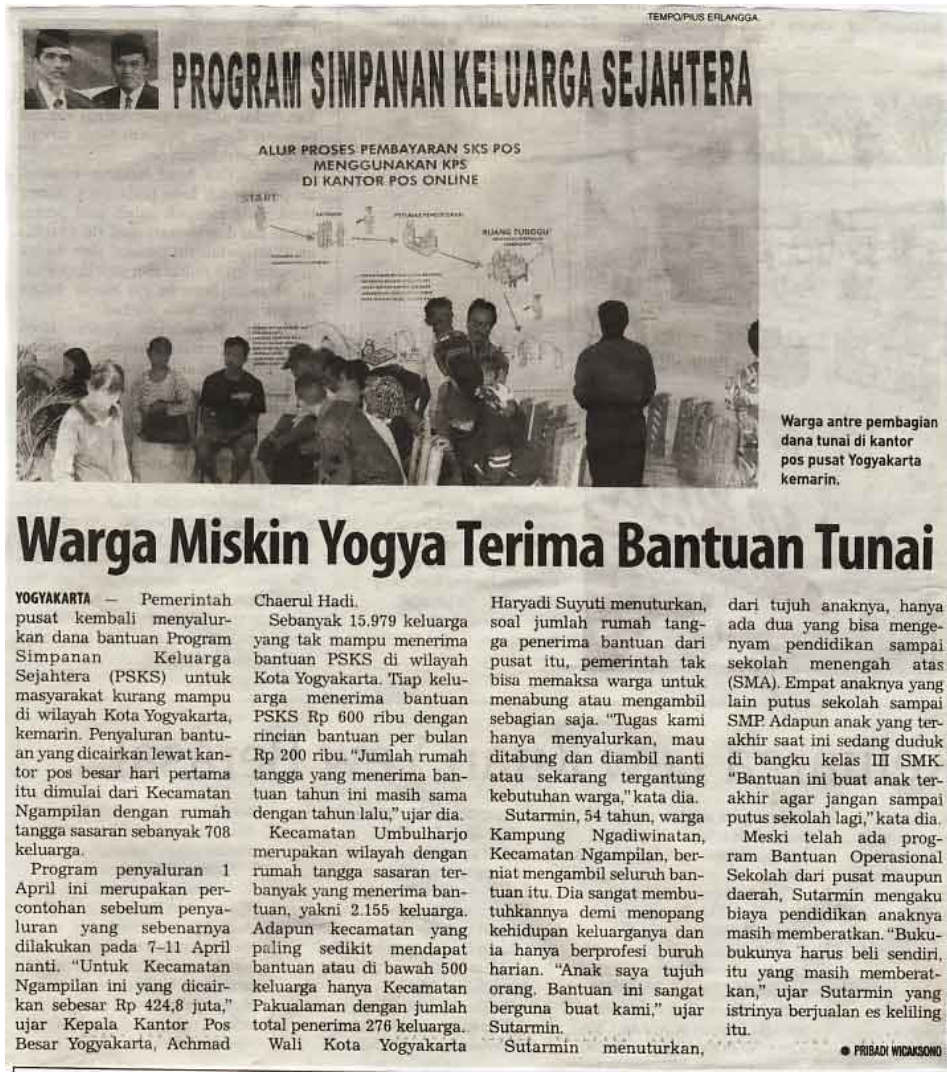 TEMPO/PIUS ERLANGGA
PROGRAM SIMPANAN KELUARGA SEJAHTERA
ALUR PROSES PEMBAYARAN SKS POS
MENGGUNAKAN KPS
DI KANTOR POS ONLINE
START
RUANG TUNGGU
Warga antre pembagian
dana tunai di kantor
pos pusat Yogyakarta
kemarin.
Warga Miskin Yogya Terima Bantuan Tunai
YOGYAKARTA — Pemerintah
pusat kembali menyalur-
kan dana bantuan Program
Simpanan Keluarga
Sejahtera (PSKS) untuk
masyarakat kurang mampu
di wilayah Kota Yogyakarta,
kemarin. Penyaluran bantu-
an yang dicairkan lewat kan-
tor pos besar hari pertama
itu dimulai dari Kecamatan
Ngampilan dengan rumah
tangga sasaran sebanyak 708
keluarga.
Program penyaluran 1
April ini merupakan per-
contohan sebelum penya-
luran yang sebenarnya
dilakukan pada 7-11 April
nanti. “Untuk Kecamatan
Ngampilan ini yang dicair-
kan sebesar Rp 424,8 juta,”
ujar Kepala Kantor Pos
Besar Yogyakarta, Achmad
Chaerul Hadi.
Sebanyak 15.979 keluarga
yang tak mampu menerima
bantuan PSKS di wilayah
Kota Yogyakarta. Tiap kelu-
arga menerima bantuan
PSKS Rp 600 ribu dengan
rincian bantuan per bulan
Rp 200 ribu. “Jumlah rumah
tangga yang menerima ban-
tuan tahun ini masih sama
dengan tahun lalu,” ujar dia.
Kecamatan Umbulharjo
merupakan wilayah dengan
rumah tangga sasaran ter-
banyak yang menerima ban-
tuan, yakni 2.155 keluarga.
Adapun kecamatan yang
paling sedikit mendapat
bantuan atau di bawah 500
keluarga hanya Kecamatan
Pakualaman dengan jumlah
total penerima 276 keluarga.
Wali Kota Yogyakarta
Haryadi Suyuti menuturkan,
soal jumlah rumah tang-
ga penerima bantuan dari
pusat itu, pemerintah tak
bisa memaksa warga untuk
menabung atau mengambil
sebagian saja. “Tugas kami
hanya menyalurkan, mau
ditabung dan diambil nanti
atau sekarang tergantung
kebutuhan warga,” kata dia.
Sutarmin, 54 tahun, warga
Kampung Ngadiwinatan,
Kecamatan Ngampilan, ber-
niat mengambil seluruh ban-
tuan itu. Dia sangat membu-
tuhkannya demi menopang
kehidupan keluarganya dan
ia hanya berprofesi buruh
harian. “Anak saya tujuh
orang. Bantuan ini sangat
berguna buat kami,” ujar
Sutarmin.
Sutarmin menuturkan,
dari tujuh anaknya, hanya
ada dua yang bisa menge-
nyam pendidikan sampai
sekolah menengah atas
(SMA). Empat anaknya yang
lain putus sekolah sampai
SMP. Adapun anak yang ter-
akhir saat ini sedang duduk
di bangku kelas III SMK.
“Bantuan ini buat anak ter-
akhir agar jangan sampai
putus sekolah lagi,” kata dia.
Meski telah ada prog-
ram Bantuan Operasional
Sekolah dari pusat maupun
daerah, Sutarmin mengaku
biaya pendidikan anaknya
masih memberatkan. “Buku-
bukunya harus beli sendiri,
itu yang masih memberat-
kan,” ujar Sutarmin yang
istrinya berjualan es keliling
itu.
● PRIBADI WICAKSONO